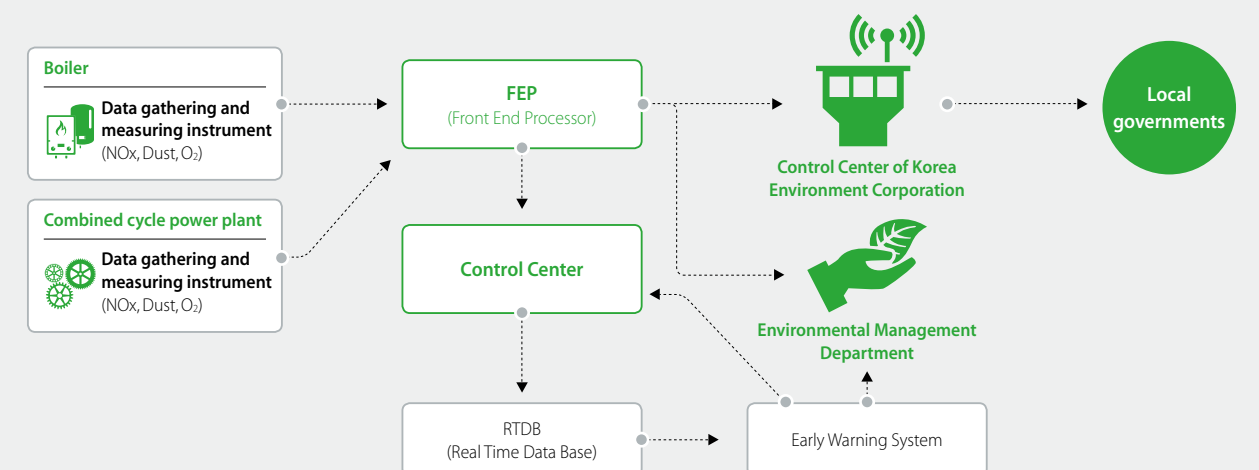 Boiler
Data gathering and
measuring instrument
(NOx, Dust, O₂)
Combined cycle power plant
Data gathering and
measuring instrument
(NOx, Dust, O₂)
FEP
(Front End Processor)
Control Center
RTDB
(Real Time Data Base)
Control Center of Korea
Environment Corporation
Environmental Management
Department
Early Warning System
Local
governments